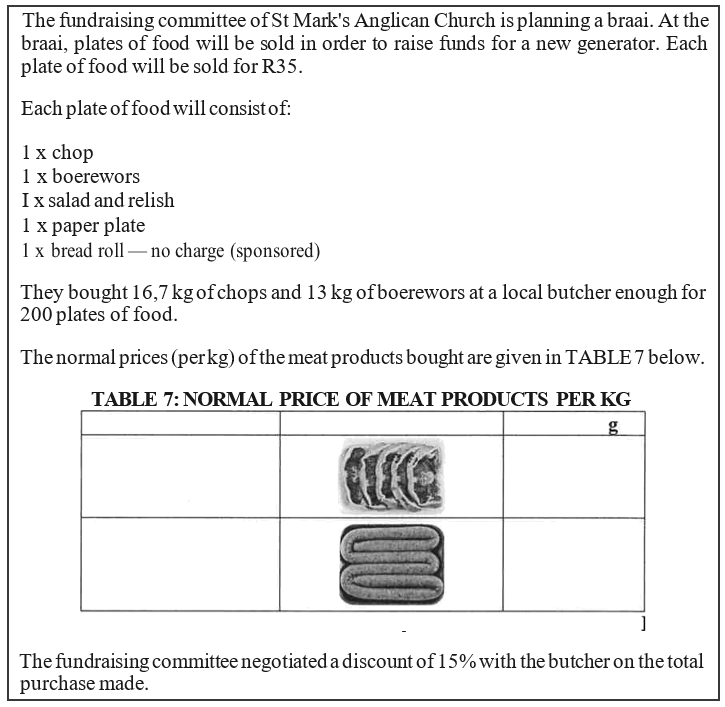 The fundraising committee of St Mark's Anglican Church is planning a braai. At the
braai, plates of food will be sold in order to raise funds for a new generator. Each
plate of food will be sold for R35.
Each plate of food will consist of:
1 x chop
1 x boerewors
I x salad and relish
1 x paper plate
1 x bread roll — no charge (sponsored)
They bought 16,7 kg of chops and 13 kg of boerewors at a local butcher enough for
200 plates of food.
The normal prices (per kg) of the meat products bought are given in TABLE 7 below.
TABLE 7: NORMAL PRICE OF MEAT PRODUCTS PER KG
g
]
The fundraising committee negotiated a discount of 15% with the butcher on the total
purchase made.